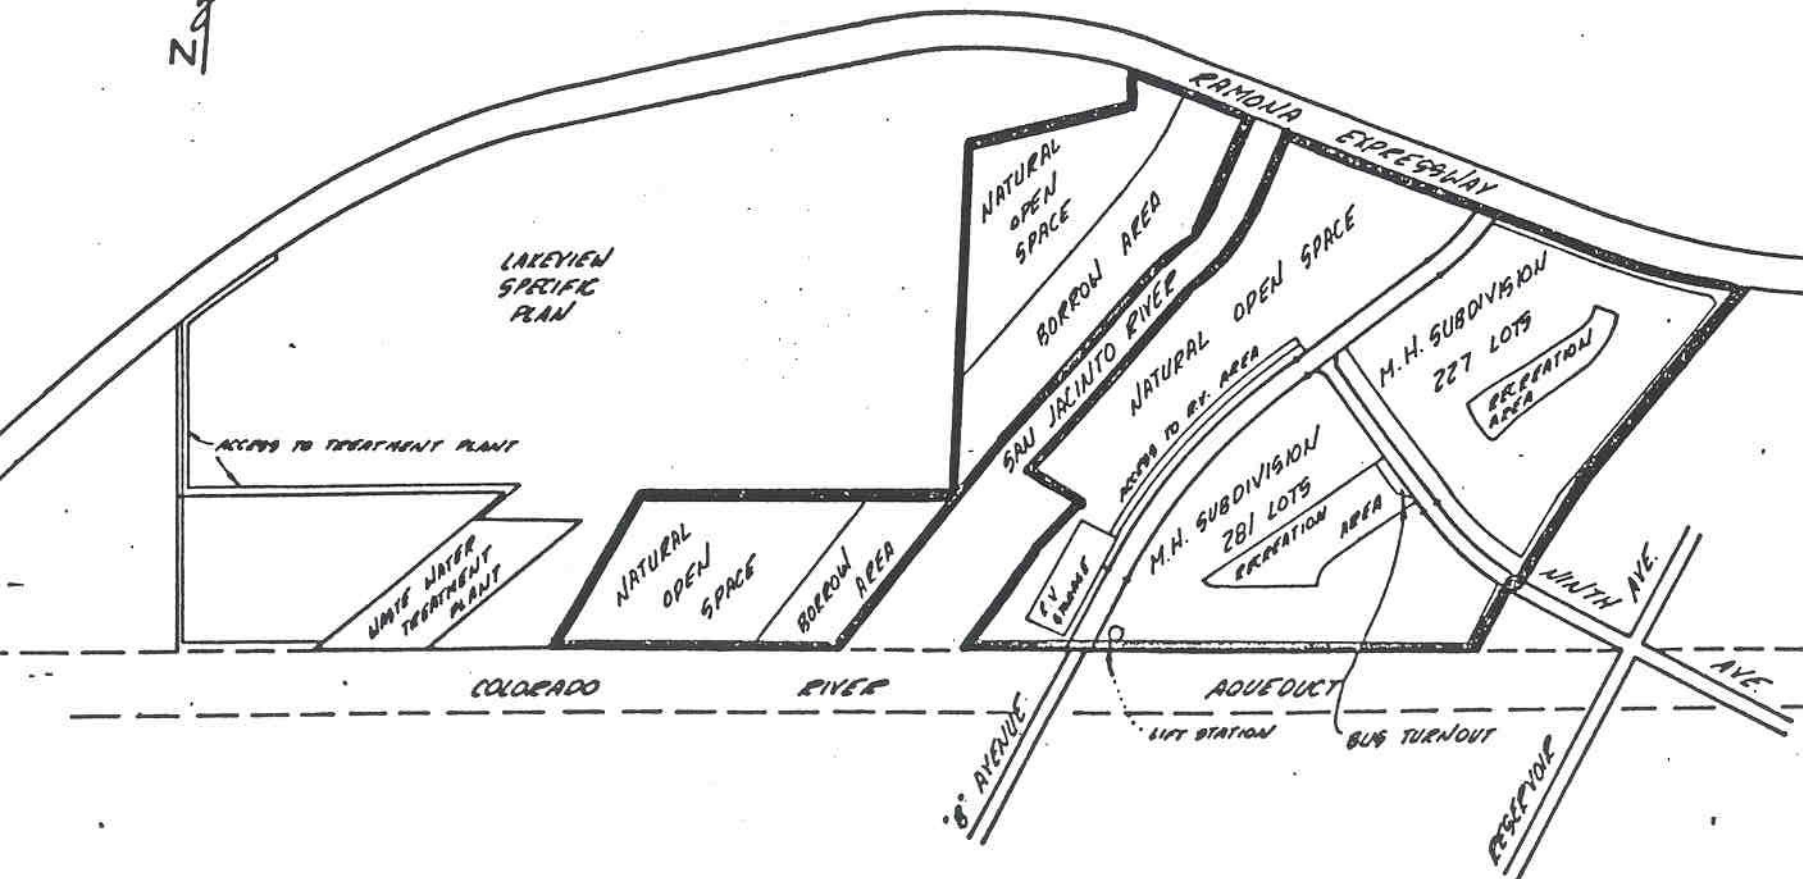 N
RAMONA EXPRESSWAY
NATURAL
OPEN
SPACE
BORROW AREA
LAKEVIEW
SPECIFIC
PLAN
SAN JACINTO RIVER
NATURAL OPEN SPACE
M.H. SUBDIVISION
227 LOTS
RECREATION
AREA
ACCESS TO R.V. AREA
ACCESS TO TREATMENT PLANT
M.H. SUBDIVISION
281 LOTS
RECREATION AREA
WASTE WATER
TREATMENT
PLANT
NATURAL
OPEN
SPACE
BORROW
AREA
R.V.
STORAGE
NINTH AVE.
AVE.
COLORADO RIVER AQUEDUCT
LIFT STATION
BUS TURNOUT
"B" AVENUE
RESERVOIR